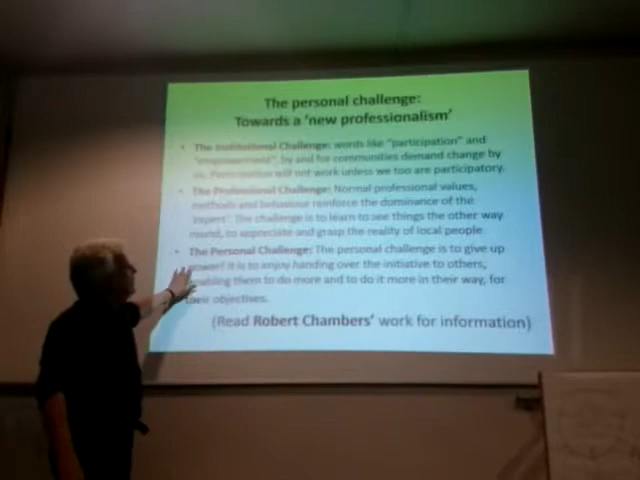 The personal challenge:
Towards a 'new professionalism'
• The Institutional Challenge: words like "participation" and
"empowerment", by and for communities demand change by
us. Participation will not work unless we too are participatory.
• The Professional Challenge: Normal professional values,
methods and behaviour reinforce the dominance of the
'expert'. The challenge is to learn to see things the other way
round, to appreciate and grasp the reality of local people
• The Personal Challenge: The personal challenge is to give up
power! It is to enjoy handing over the initiative to others,
enabling them to do more and to do it more in their way, for
their objectives.
(Read Robert Chambers' work for information)